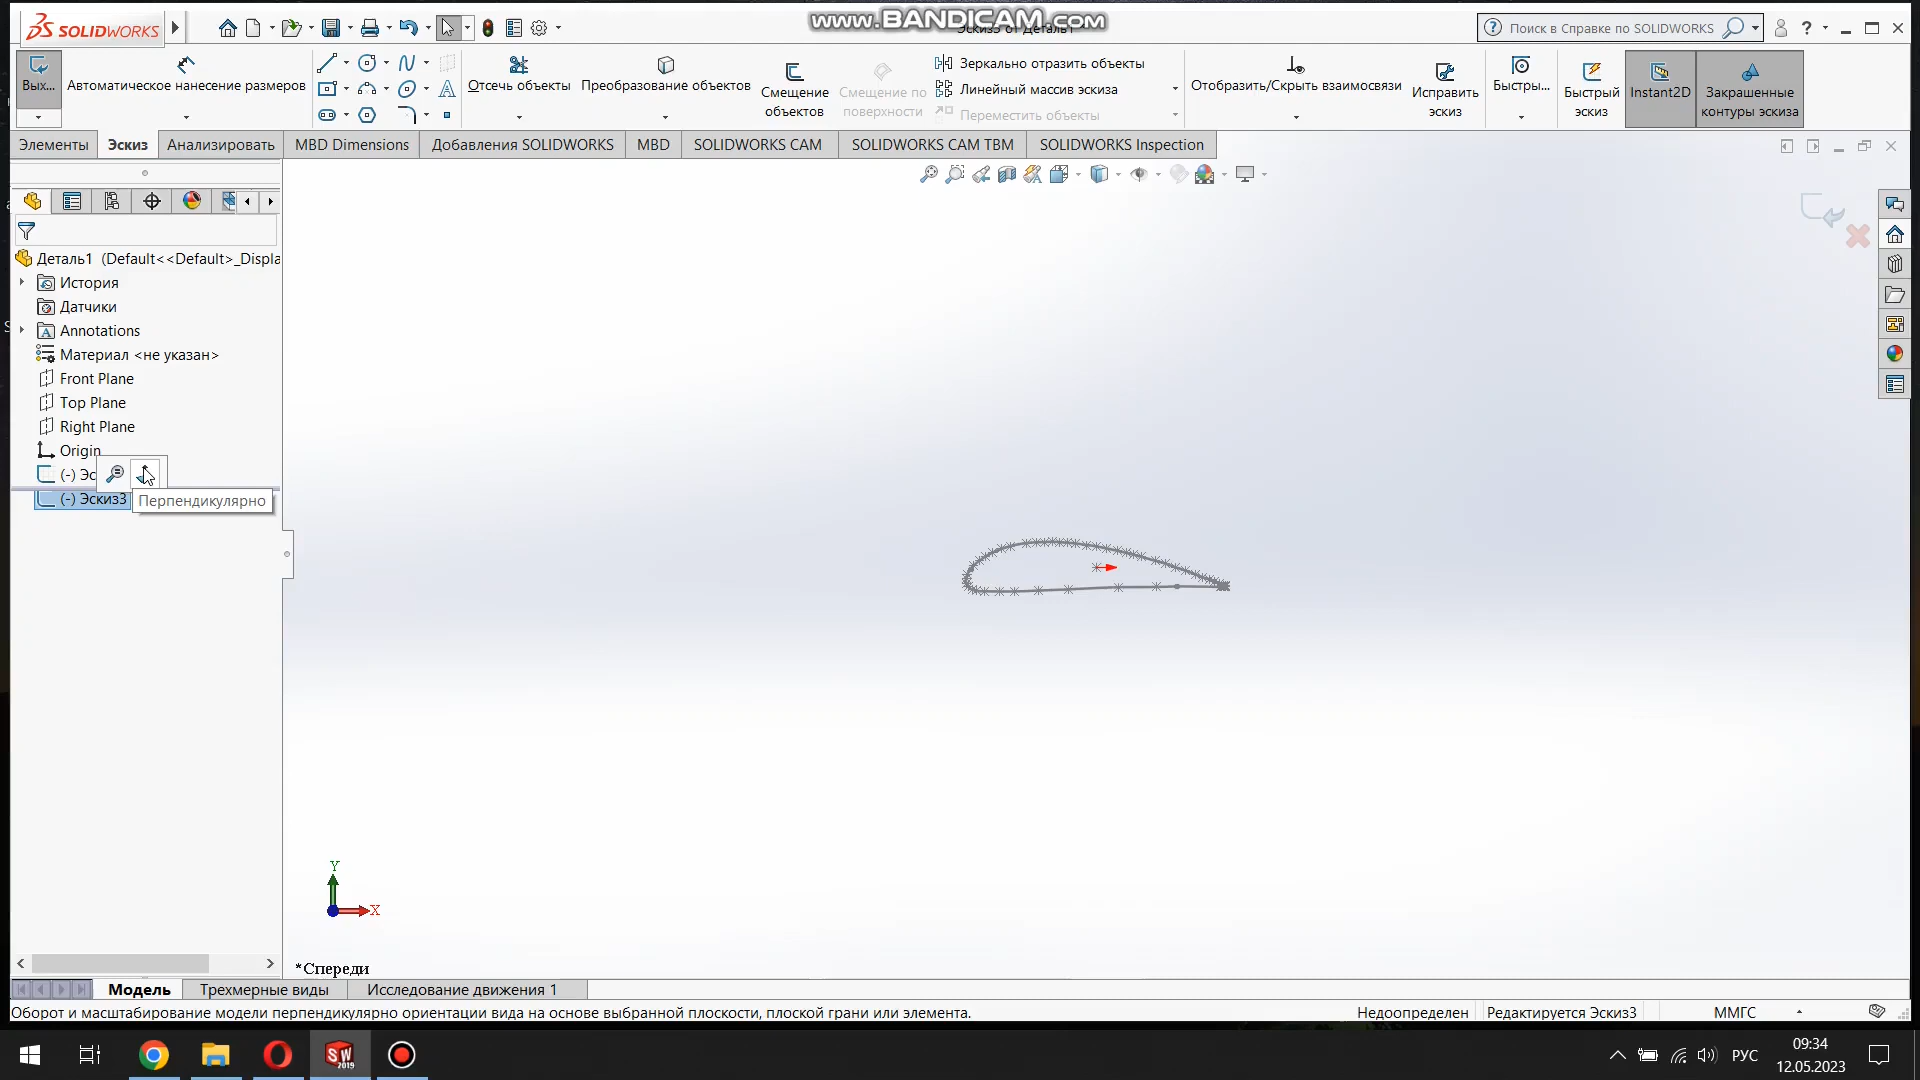 www.BANDICAM.com
SOLIDWORKS
Поиск в Справке по SOLIDWORKS
Вых...
Автоматическое нанесение размеров
Отсечь объекты
Преобразование объектов
Смещение объектов
Смещение по поверхности
Зеркально отразить объекты
Линейный массив эскиза
Переместить объекты
Отобразить/Скрыть взаимосвязи
Исправить эскиз
Быстры...
Быстрый эскиз
Instant2D
Закрашенные контуры эскиза
Элементы
Эскиз
Анализировать
MBD Dimensions
Добавления SOLIDWORKS
MBD
SOLIDWORKS CAM
SOLIDWORKS CAM TBM
SOLIDWORKS Inspection
Деталь1 (Default<<Default>_Displa
История
Датчики
Annotations
Материал <не указан>
Front Plane
Top Plane
Right Plane
Origin
(-) Эс
(-) Эскиз3
Перпендикулярно
Y
X
*Спереди
Модель
Трехмерные виды
Исследование движения 1
Оборот и масштабирование модели перпендикулярно ориентации вида на основе выбранной плоскости, плоской грани или элемента.
Недоопределен
Редактируется Эскиз3
ММГС
SW
2019
РУС
09:34
12.05.2023